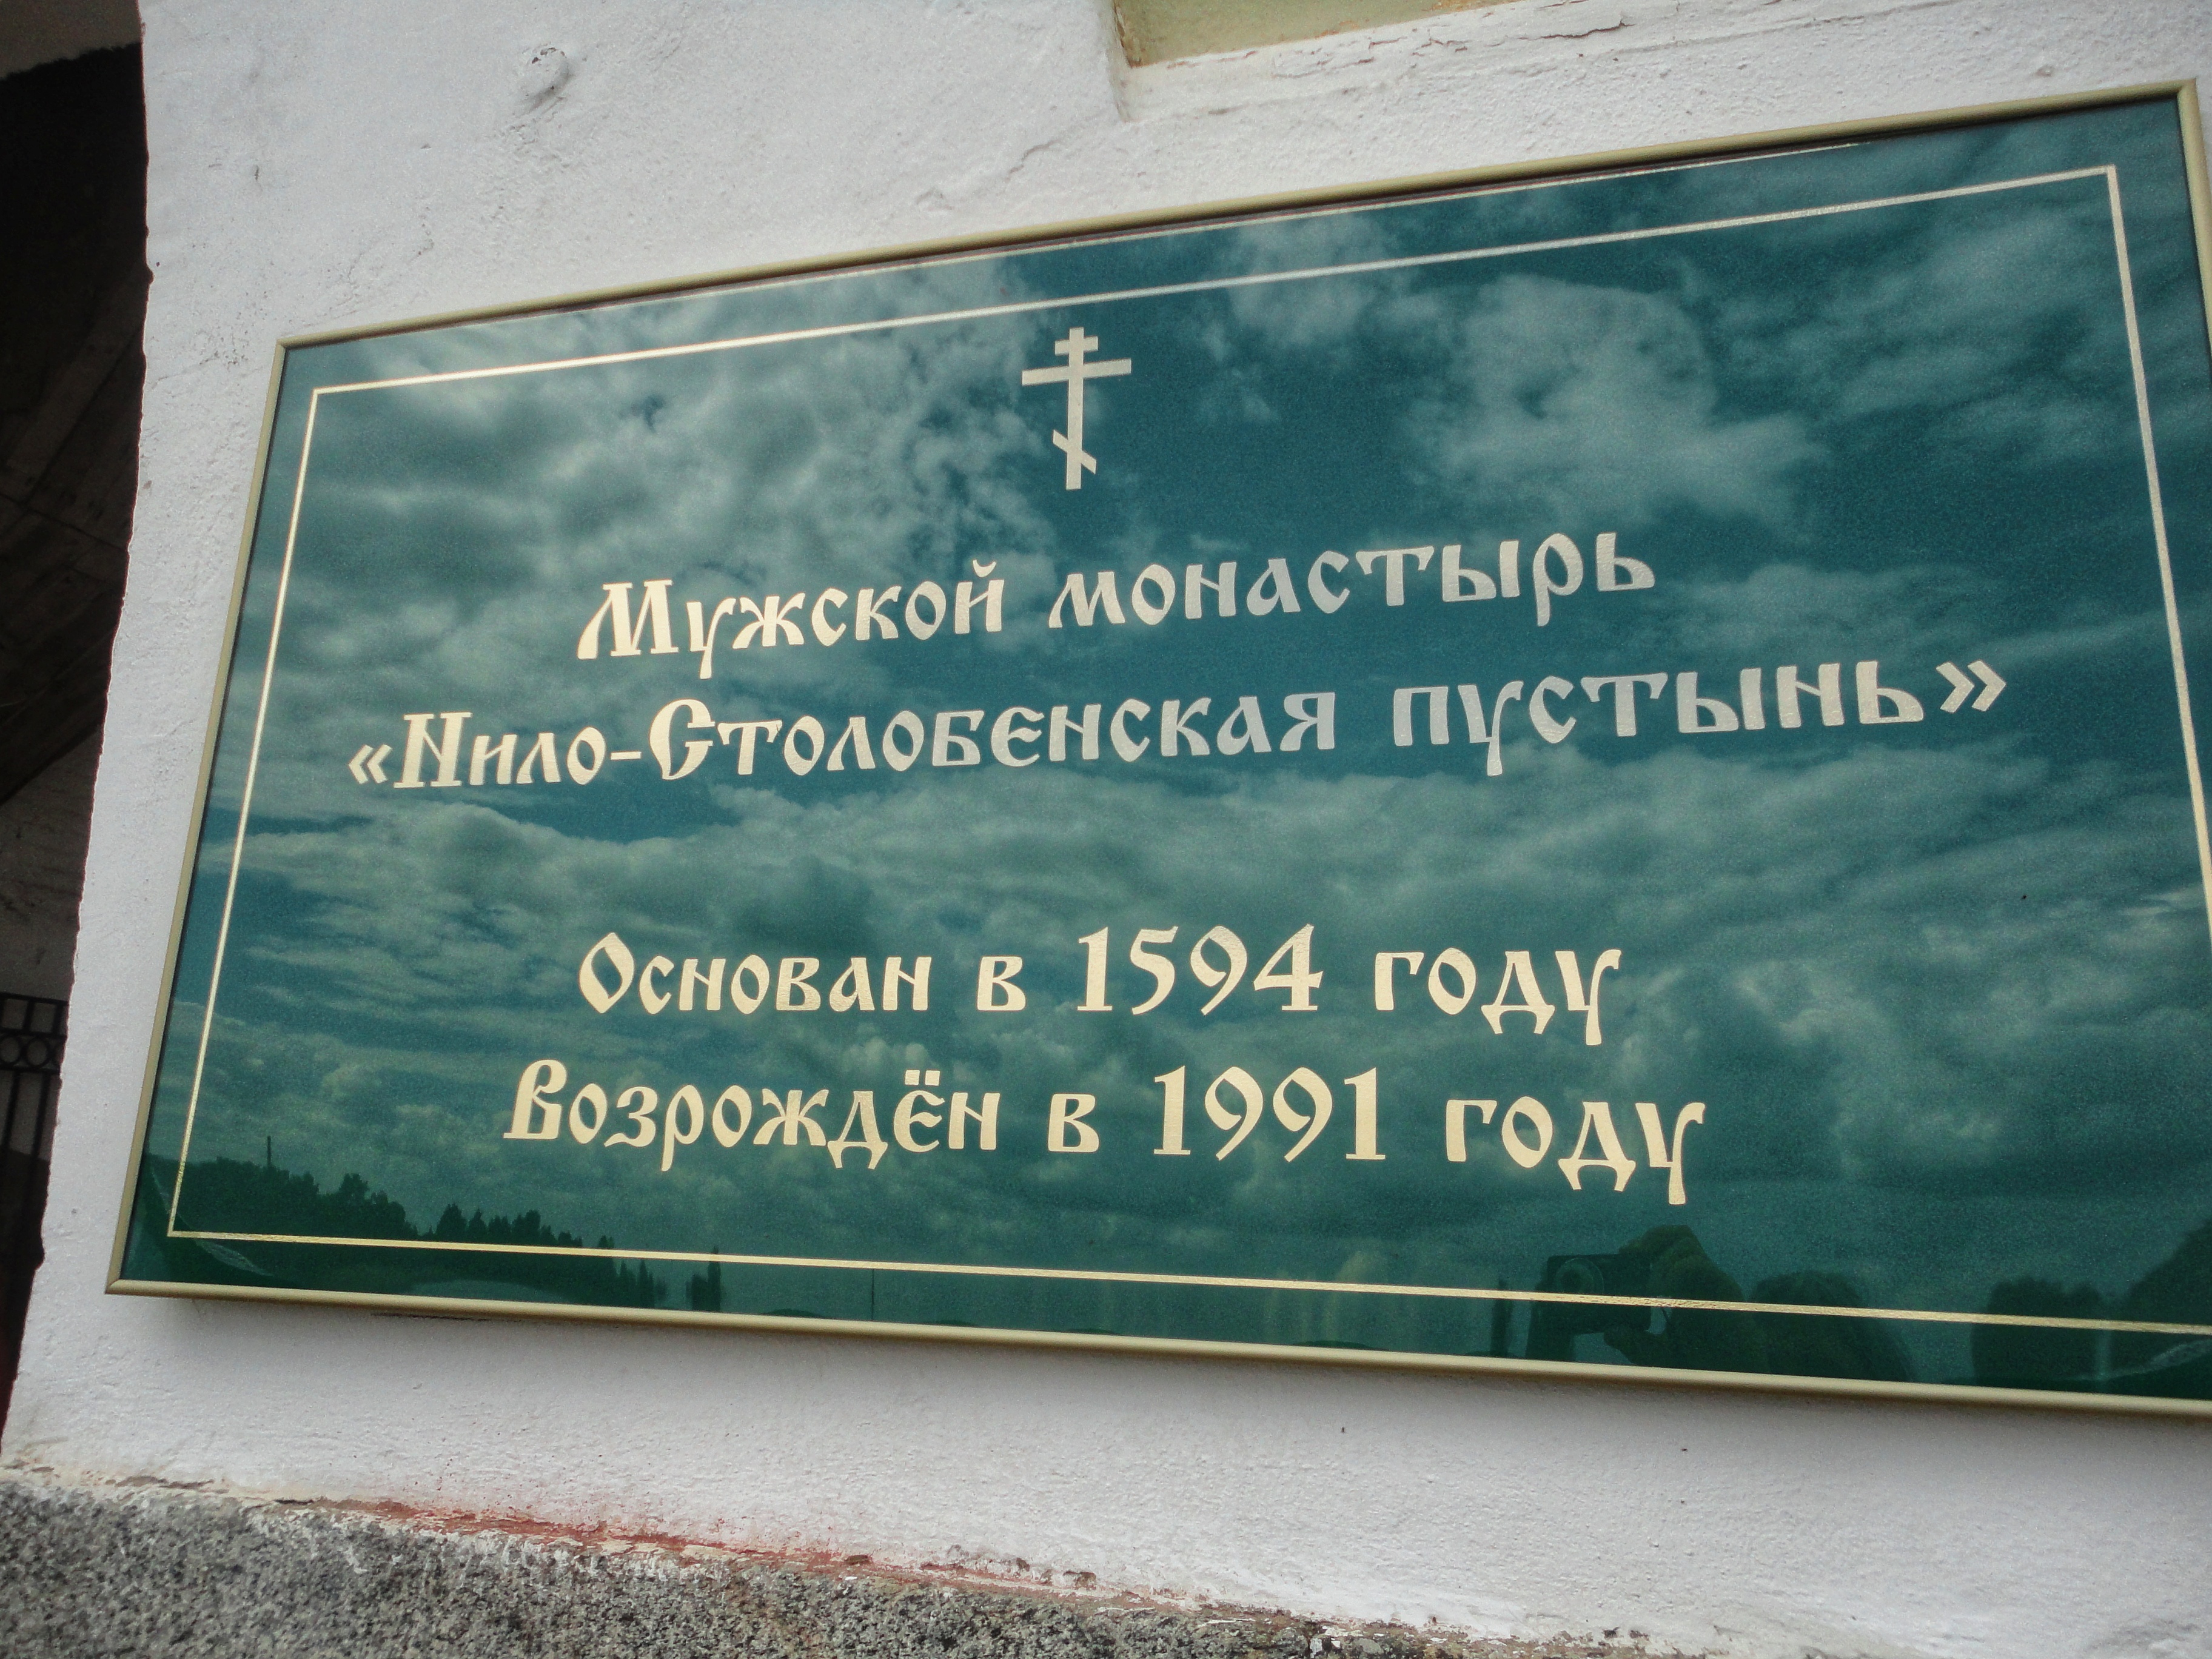 Мужской монастырь
«Нило-Столобенская пустынь»
Основан в 1594 году
Возрождён в 1991 году